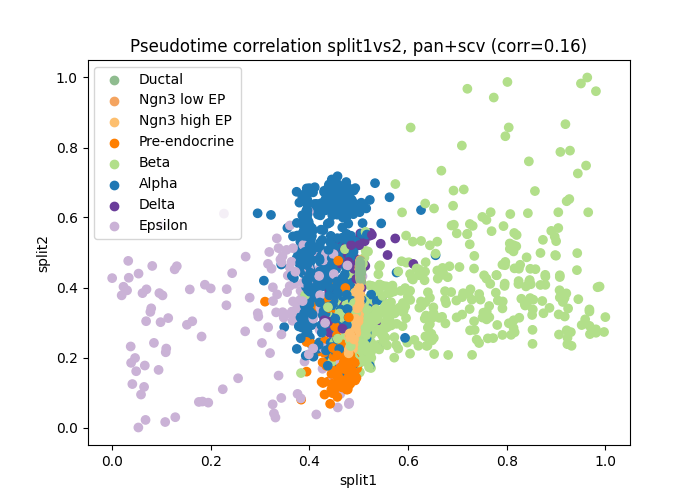 Pseudotime correlation split1vs2, pan+scv (corr=0.16)
Ductal
Ngn3 low EP
Ngn3 high EP
Pre-endocrine
Beta
Alpha
Delta
Epsilon
1.0
0.8
0.6
0.4
0.2
0.0
split2
0.0 0.2 0.4 0.6 0.8 1.0
split1